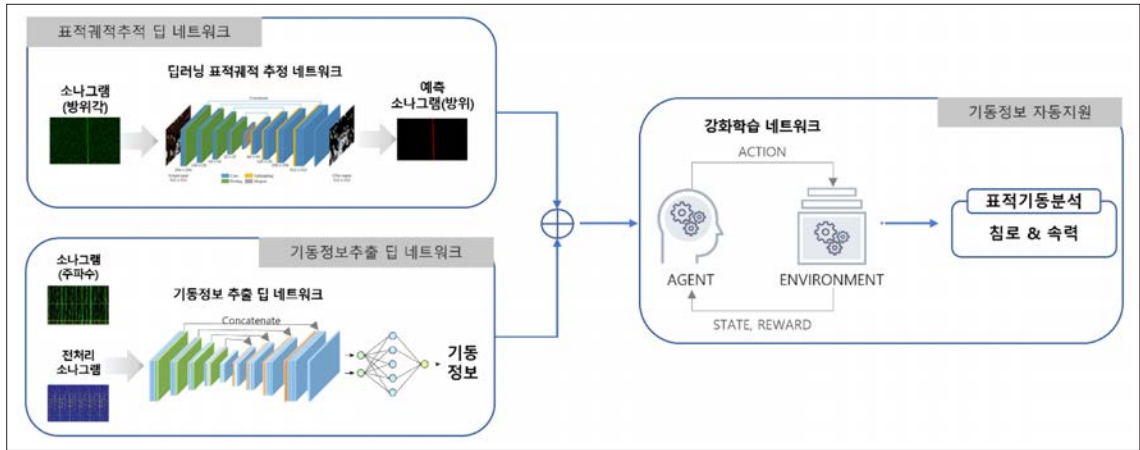 표적궤적추적 딥 네트워크
딥러닝 표적궤적 추정 네트워크
소나그램
(방위각)
예측
소나그램(방위)
기동정보추출 딥 네트워크
소나그램
(주파수)
기동정보 추출 딥 네트워크
Concatenate
전처리
소나그램
기동
정보
기동정보 자동지원
강화학습 네트워크
ACTION
AGENT
ENVIRONMENT
STATE, REWARD
표적기동분석
침로 & 속력